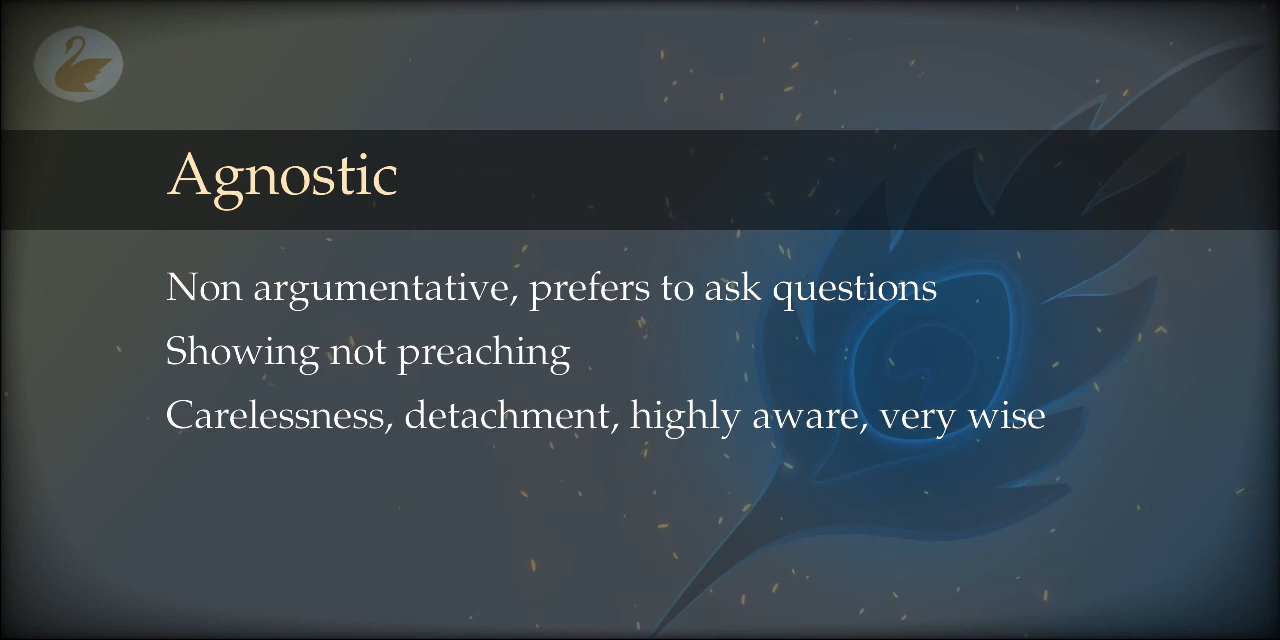 Agnostic
Non argumentative, prefers to ask questions
Showing not preaching
Carelessness, detachment, highly aware, very wise